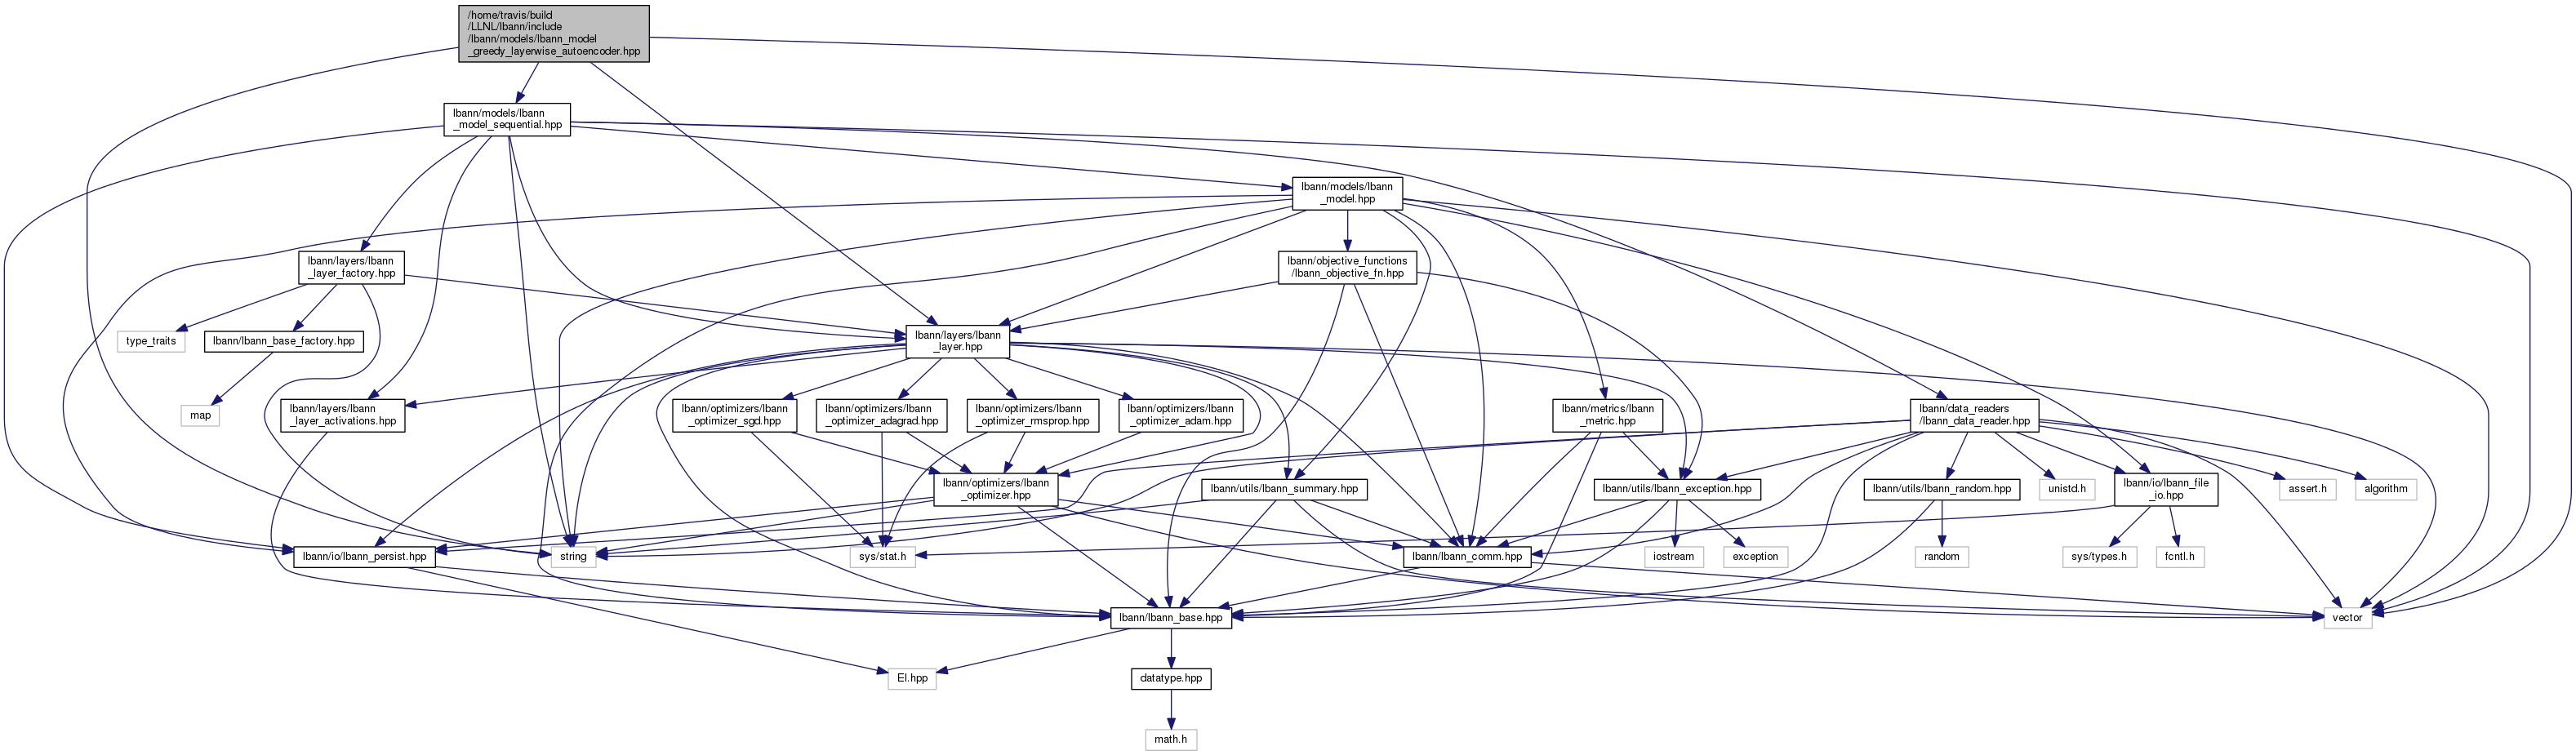 /home/travis/build
/LLNL/lbann/include
/lbann/models/lbann_model
_greedy_layerwise_autoencoder.hpp
lbann/models/lbann
_model_sequential.hpp
lbann/models/lbann
_model.hpp
lbann/layers/lbann
_layer_factory.hpp
lbann/objective_functions
/lbann_objective_fn.hpp
type_traits
lbann/lbann_base_factory.hpp
lbann/layers/lbann
_layer.hpp
map
lbann/layers/lbann
_layer_activations.hpp
lbann/optimizers/lbann
_optimizer_sgd.hpp
lbann/optimizers/lbann
_optimizer_adagrad.hpp
lbann/optimizers/lbann
_optimizer_rmsprop.hpp
lbann/optimizers/lbann
_optimizer_adam.hpp
lbann/metrics/lbann
_metric.hpp
lbann/data_readers
/lbann_data_reader.hpp
lbann/optimizers/lbann
_optimizer.hpp
lbann/utils/lbann_summary.hpp
lbann/utils/lbann_exception.hpp
lbann/utils/lbann_random.hpp
unistd.h
lbann/io/lbann_file
_io.hpp
assert.h
algorithm
lbann/io/lbann_persist.hpp
string
sys/stat.h
lbann/lbann_comm.hpp
iostream
exception
random
sys/types.h
fcntl.h
lbann/lbann_base.hpp
vector
El.hpp
datatype.hpp
math.h